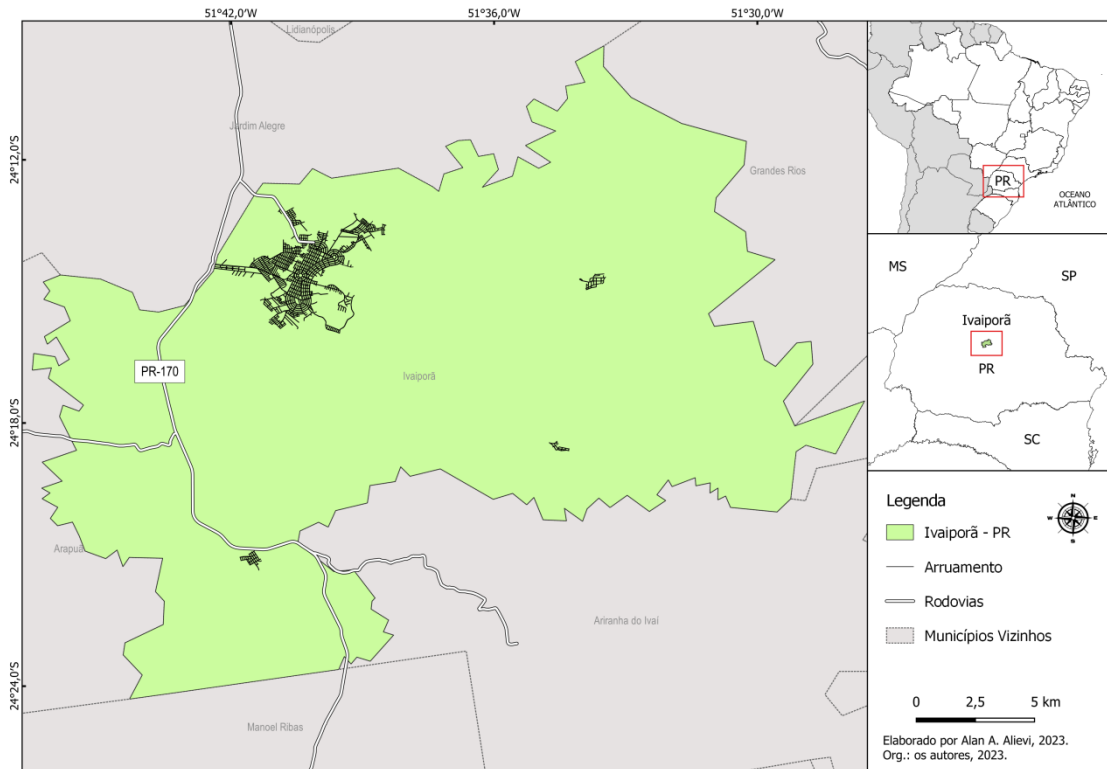 51°42,0'W
51°36,0'W
51°30,0'W
24°12,0'S
24°18,0'S
24°24,0'S
Lidianópolis
Jardim Alegre
Grandes Rios
PR-170
Ivaiporã
Arapuã
Ariranha do Ivaí
Manoel Ribas
PR
OCEANO
ATLÂNTICO
MS
SP
Ivaiporã
PR
SC
Legenda
N
W
E
S
Ivaiporã - PR
Arruamento
Rodovias
Municípios Vizinhos
0 2,5 5 km
Elaborado por Alan A. Alievi, 2023.
Org.: os autores, 2023.